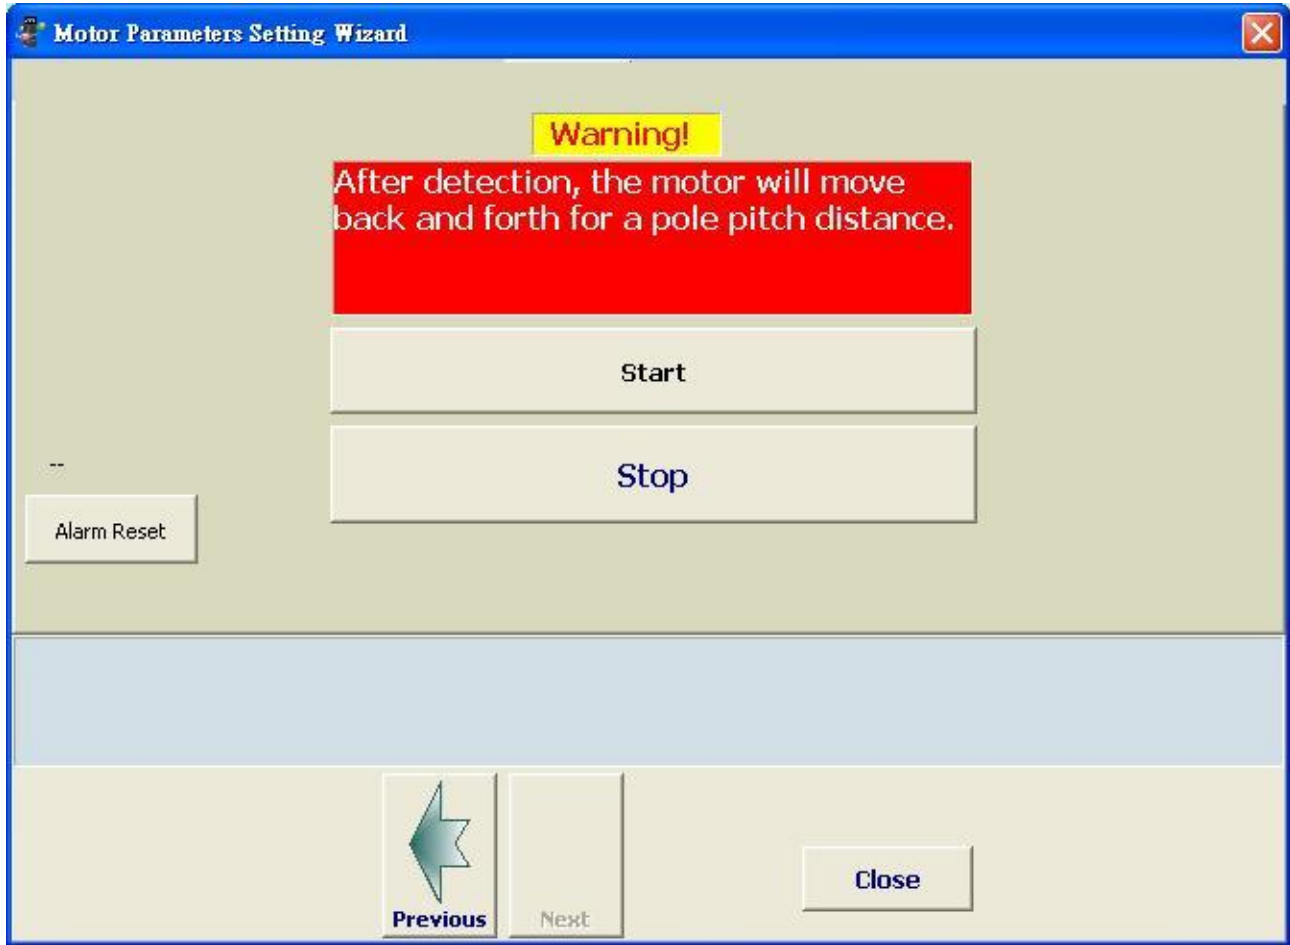 Motor Parameters Setting Wizard
Warning!
After detection, the motor will move
back and forth for a pole pitch distance.
Start
Stop
--
Alarm Reset
Previous
Next
Close